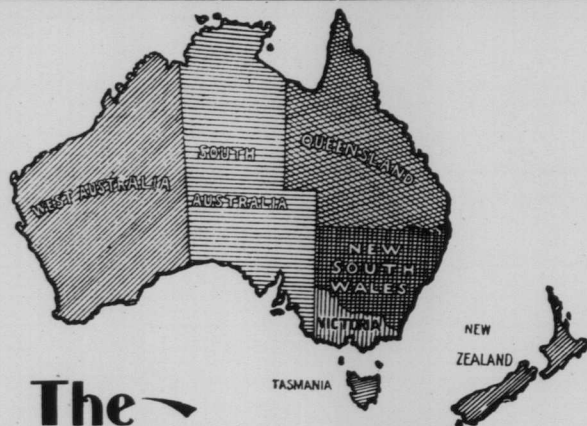 QUEENSLAND
SOUTH
WEST AUSTRALIA
AUSTRALIA
NEW
SOUTH
WALES
VICTORIA
NEW
ZEALAND
TASMANIA
The